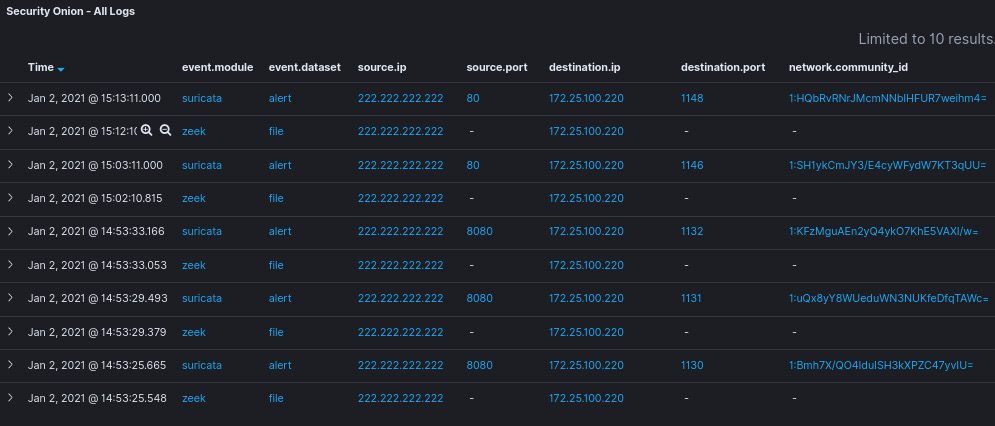 Security Onion - All Logs
Limited to 10 results.
Time event.module event.dataset source.ip source.port destination.ip destination.port network.community_id
Jan 2, 2021 @ 15:13:11.000 suricata alert 222.222.222.222 80 172.25.100.220 1148 1:HQbRvRNrJMcmNNblHFUR7weihm4=
Jan 2, 2021 @ 15:12:1 zeek file 222.222.222.222 - 172.25.100.220 - -
Jan 2, 2021 @ 15:03:11.000 suricata alert 222.222.222.222 80 172.25.100.220 1146 1:SH1ykCmJY3/E4cyWFydW7KT3qUU=
Jan 2, 2021 @ 15:02:10.815 zeek file 222.222.222.222 - 172.25.100.220 - -
Jan 2, 2021 @ 14:53:33.166 suricata alert 222.222.222.222 8080 172.25.100.220 1132 1:KFzMguAEn2yQ4ykO7KhE5VAXl/w=
Jan 2, 2021 @ 14:53:33.053 zeek file 222.222.222.222 - 172.25.100.220 - -
Jan 2, 2021 @ 14:53:29.493 suricata alert 222.222.222.222 8080 172.25.100.220 1131 1:uQx8yY8WUeduWN3NUKfeDfqTAWc=
Jan 2, 2021 @ 14:53:29.379 zeek file 222.222.222.222 - 172.25.100.220 - -
Jan 2, 2021 @ 14:53:25.665 suricata alert 222.222.222.222 8080 172.25.100.220 1130 1:Bmh7X/QO4IduISH3kXPZC47yvIU=
Jan 2, 2021 @ 14:53:25.548 zeek file 222.222.222.222 - 172.25.100.220 - -